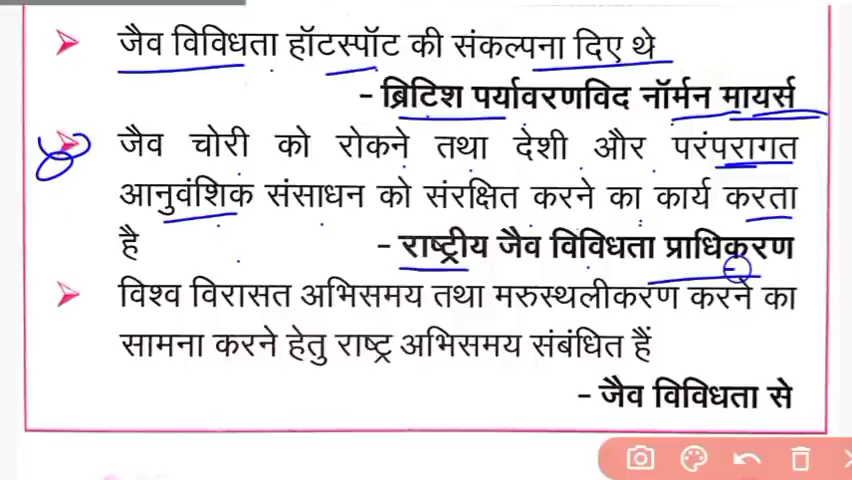 ➢ जैव विविधता हॉटस्पॉट की संकल्पना दिए थे
- ब्रिटिश पर्यावरणविद नॉर्मन मायर्स
➢ जैव चोरी को रोकने तथा देशी और परंपरागत
आनुवंशिक संसाधन को संरक्षित करने का कार्य करता
है - राष्ट्रीय जैव विविधता प्राधिकरण
➢ विश्व विरासत अभिसमय तथा मरुस्थलीकरण करने का
सामना करने हेतु राष्ट्र अभिसमय संबंधित हैं
- जैव विविधता से